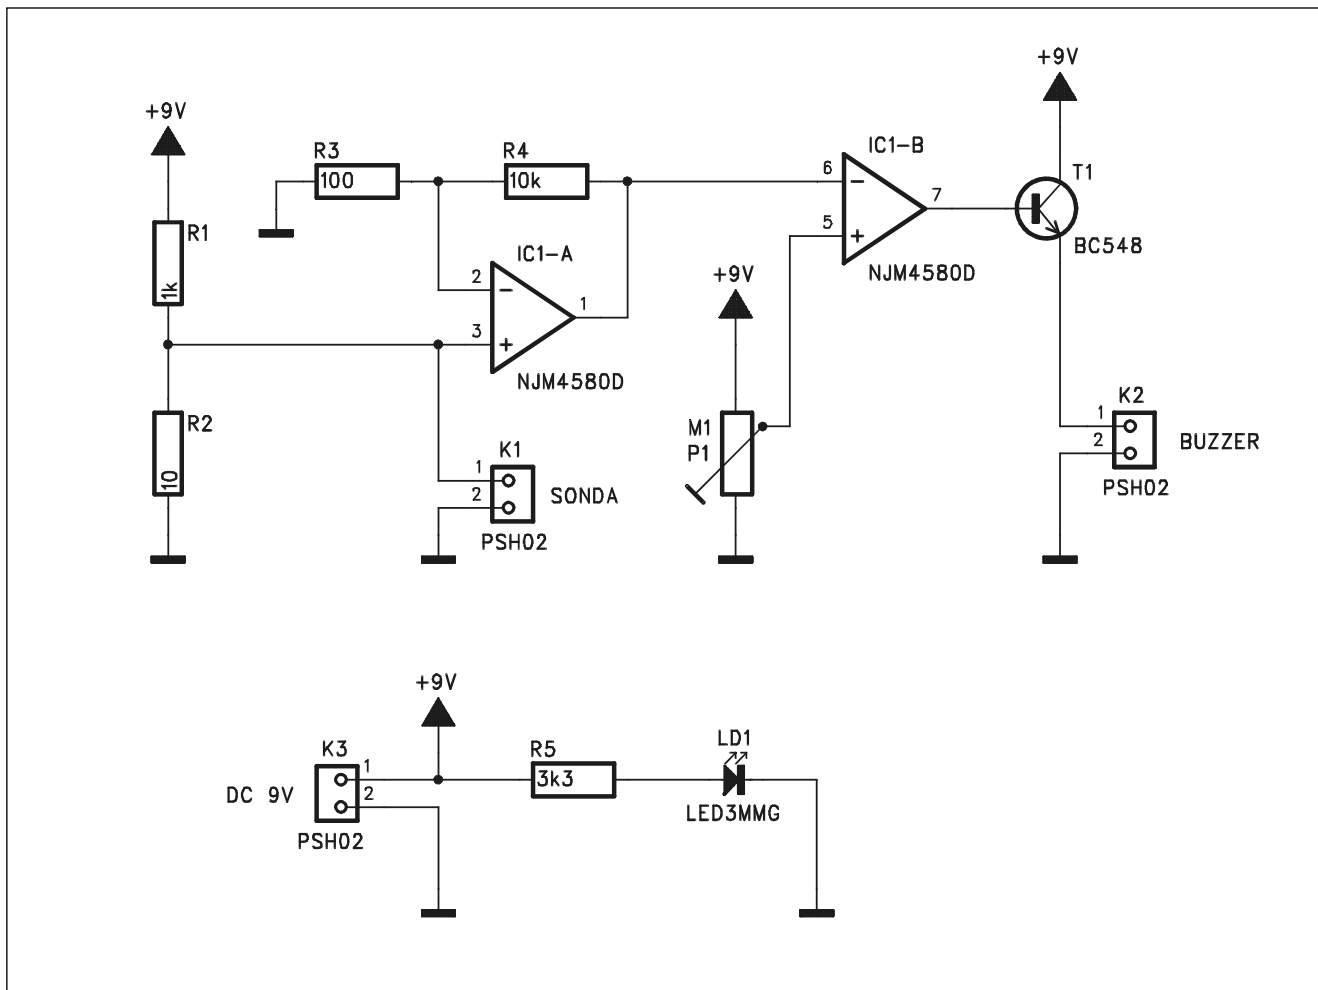 +9V
R1
1k
R2
10
R3
100
R4
10k
IC1-A
2
3
1
NJM4580D
K1
1
2
SONDA
PSH02
IC1-B
6
5
7
NJM4580D
+9V
M1
P1
+9V
T1
BC548
K2
1
2
BUZZER
PSH02
+9V
K3
1
2
DC 9V
PSH02
R5
3k3
LD1
LED3MMG